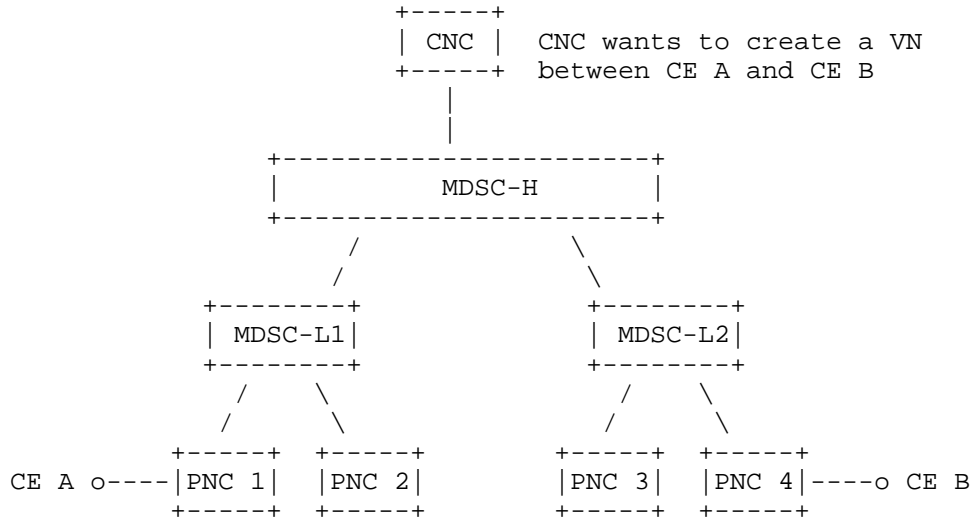 CNC CNC wants to create a VN
between CE A and CE B
MDSC-H
MDSC-L1 MDSC-L2
CE A PNC 1 PNC 2 PNC 3 PNC 4 CE B